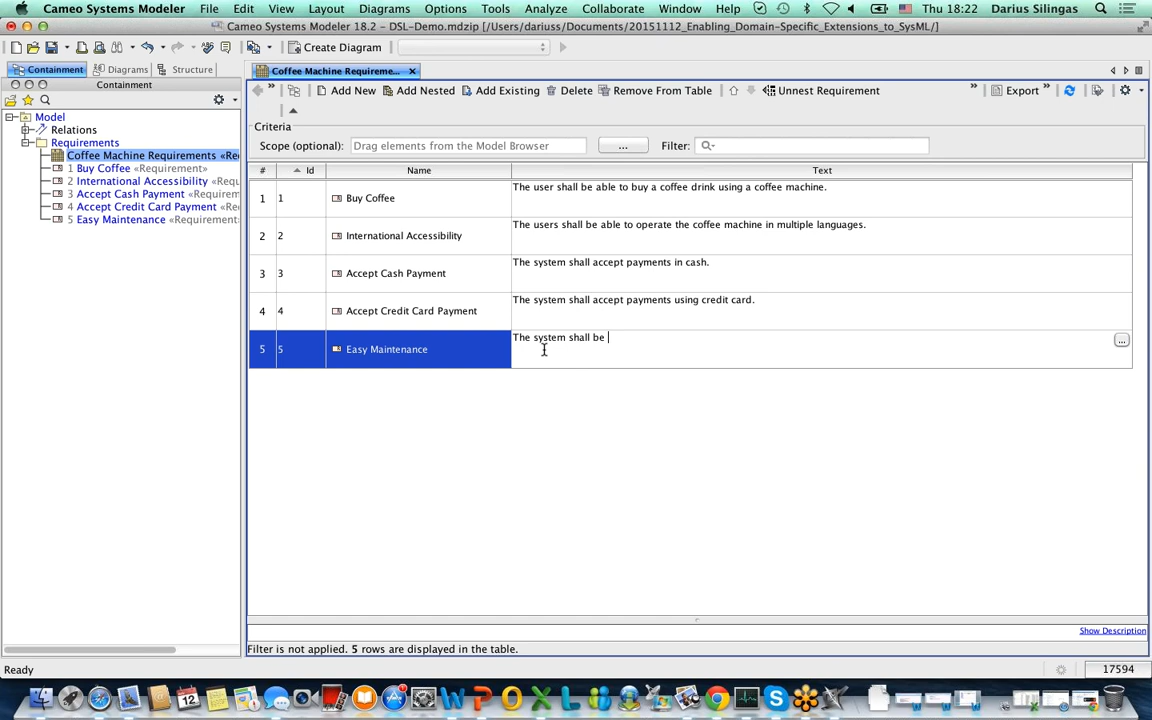 Cameo Systems Modeler File Edit View Layout Diagrams Options Tools Analyze Collaborate Window Help Thu 18:22 Darius Silingas
Cameo Systems Modeler 18.2 - DSL-Demo.mdzip [/Users/dariuss/Documents/20151112_Enabling_Domain-Specific_Extensions_to_SysML/]
Create Diagram
Containment Diagrams Structure
Coffee Machine Requireme...
Containment
Add New Add Nested Add Existing Delete Remove From Table Unnest Requirement Export
Model
Relations
Requirements
Coffee Machine Requirements «Re
1 Buy Coffee «Requirement»
2 International Accessibility «Requ
3 Accept Cash Payment «Requirem
4 Accept Credit Card Payment «Re
5 Easy Maintenance «Requirement
Criteria
Scope (optional): Drag elements from the Model Browser ... Filter:
# Id Name Text
1 1 Buy Coffee The user shall be able to buy a coffee drink using a coffee machine.
2 2 International Accessibility The users shall be able to operate the coffee machine in multiple languages.
3 3 Accept Cash Payment The system shall accept payments in cash.
4 4 Accept Credit Card Payment The system shall accept payments using credit card.
5 5 Easy Maintenance The system shall be
...
Show Description
Filter is not applied. 5 rows are displayed in the table.
Ready 17594
12